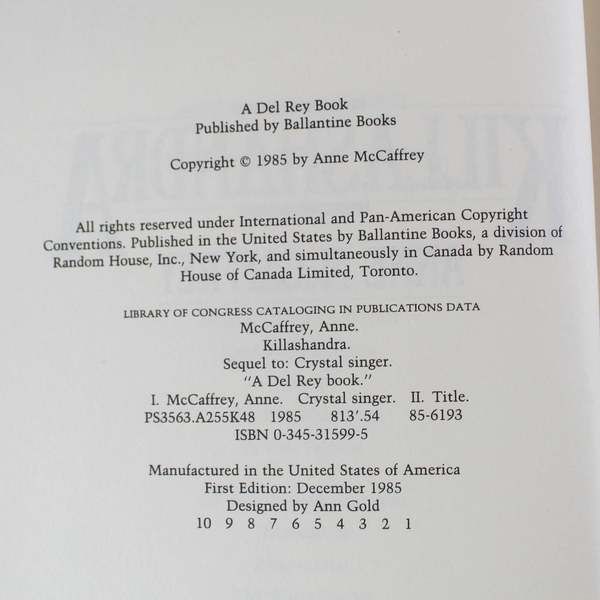 A Del Rey Book
Published by Ballantine Books
Copyright © 1985 by Anne McCaffrey
All rights reserved under International and Pan-American Copyright
Conventions. Published in the United States by Ballantine Books, a division of
Random House, Inc., New York, and simultaneously in Canada by Random
House of Canada Limited, Toronto.
LIBRARY OF CONGRESS CATALOGING IN PUBLICATIONS DATA
McCaffrey, Anne.
Killashandra.
Sequel to: Crystal singer.
"A Del Rey book."
I. McCaffrey, Anne. Crystal singer. II. Title.
PS3563.A255K48 1985 813'.54 85-6193
ISBN 0-345-31599-5
Manufactured in the United States of America
First Edition: December 1985
Designed by Ann Gold
10 9 8 7 6 5 4 3 2 1